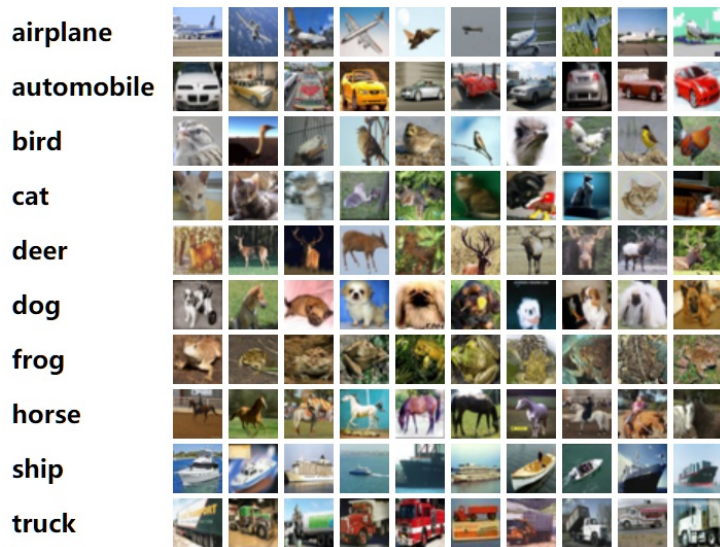 airplane
automobile
bird
cat
deer
dog
frog
horse
ship
truck